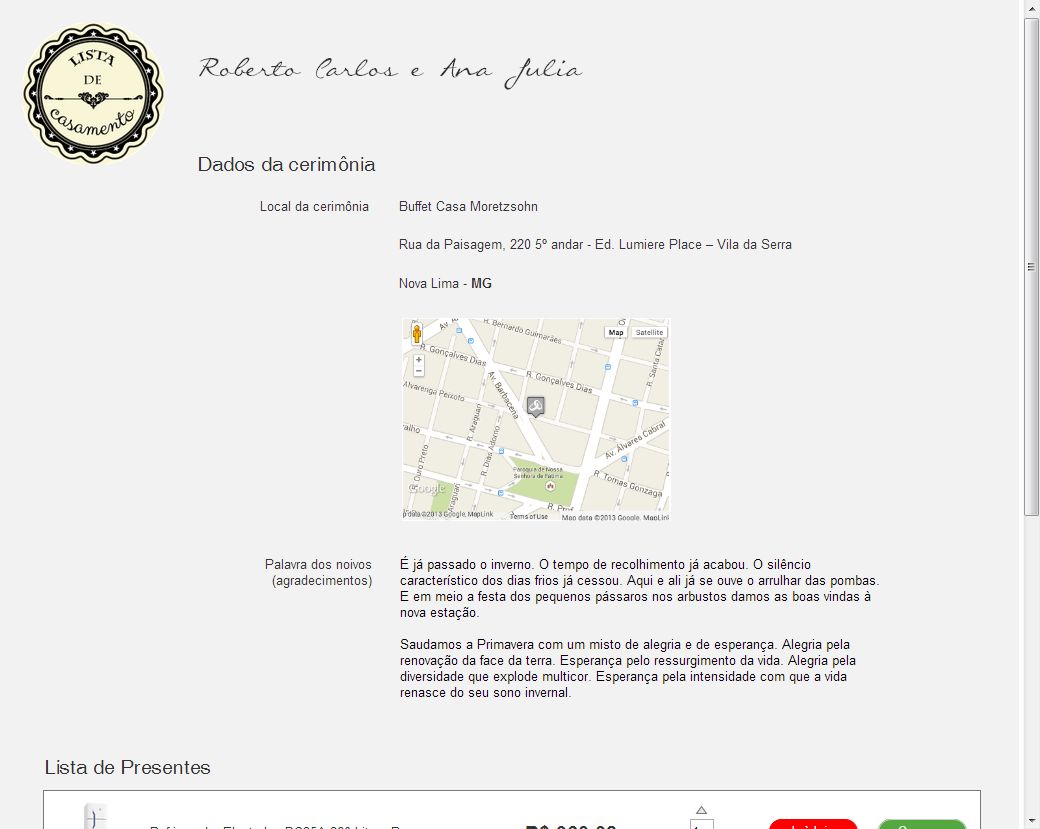 LISTA
DE
casamento
Roberto Carlos e Ana Julia
Dados da cerimônia
Local da cerimônia
Buffet Casa Moretzsohn
Rua da Paisagem, 220 5º andar - Ed. Lumiere Place – Vila da Serra
Nova Lima - MG
R. Bernardo Guimarães
Map
Satellite
R. Gonçalves Dias
R. Gonçalves Dias
Av. Barbacena
Alvarenga Peixoto
R. Araguari
R. Dias Adorno
R. Ouro Preto
Av. Álvares Cabral
Paroquia de Nossa
Senhora de Fatima
R. Tomas Gonzaga
Google
Araguari
data ©2013 Google, MapLink
Terms of Use
Map data ©2013 Google, MapLink
Palavra dos noivos
(agradecimentos)
É já passado o inverno. O tempo de recolhimento já acabou. O silêncio
característico dos dias frios já cessou. Aqui e ali já se ouve o arrulhar das pombas.
E em meio a festa dos pequenos pássaros nos arbustos damos as boas vindas à
nova estação.
Saudamos a Primavera com um misto de alegria e de esperança. Alegria pela
renovação da face da terra. Esperança pelo ressurgimento da vida. Alegria pela
diversidade que explode multicor. Esperança pela intensidade com que a vida
renasce do seu sono invernal.
Lista de Presentes